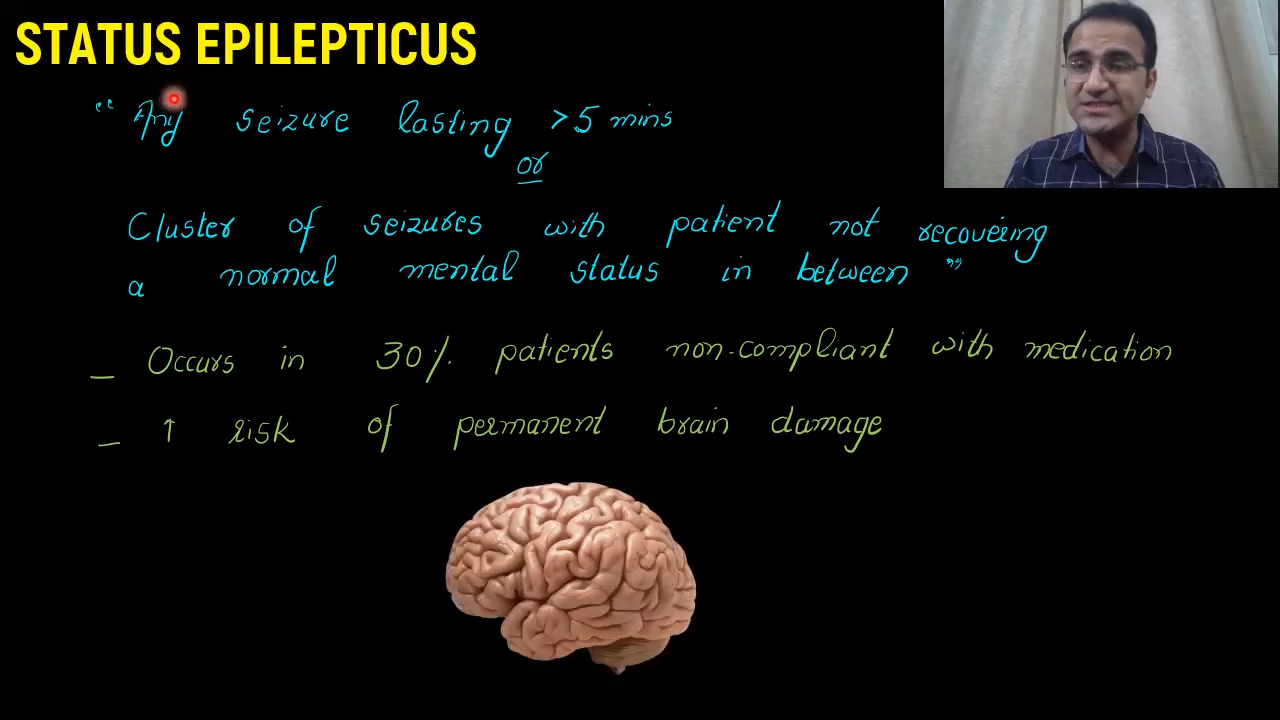 STATUS EPILEPTICUS
" Any seizure lasting > 5 mins
or
Cluster of seizures with patient not recovering
a normal mental status in between "
_ Occurs in 30% patients non-compliant with medication
_ ↑ risk of permanent brain damage